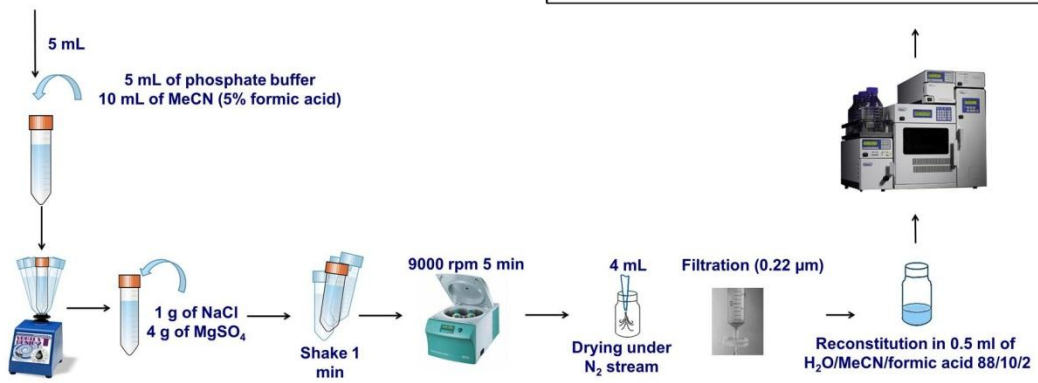 5 mL
5 mL of phosphate buffer
10 mL of MeCN (5% formic acid)
1 g of NaCl
4 g of MgSO₄
Shake 1
min
9000 rpm 5 min
4 mL
Drying under
N₂ stream
Filtration (0.22 µm)
Reconstitution in 0.5 ml of
H₂O/MeCN/formic acid 88/10/2